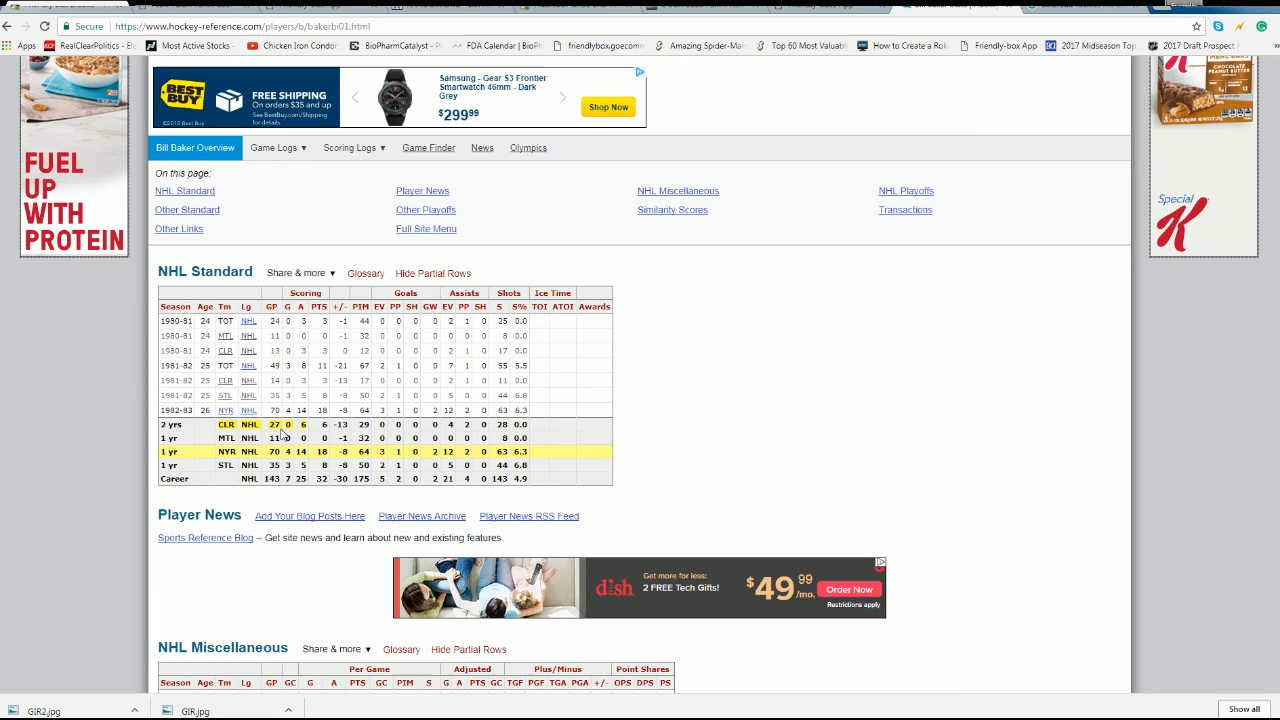 Secure https://www.hockey-reference.com/players/b/bakerbi01.html
Apps RealClearPolitics - Ele Most Active Stocks - Chicken Iron Condor BioPharmCatalyst - P FDA Calendar | BioPh friendlybox.goecomm Amazing Spider-Man Top 60 Most Valuabl How to Create a Rok Friendly-box App 2017 Midseason Top 2017 Draft Prospect F
BEST BUY FREE SHIPPING ON ORDERS $35 and up See BestBuy.com/Shipping for details. ©2018 Best Buy
Samsung - Gear S3 Frontier
Smartwatch 46mm - Dark
Grey
$299 99 Shop Now
MEAL BARS
CHOCOLATE
PEANUT BUTTER
FUEL
UP
WITH
PROTEIN
Special K
Bill Baker Overview Game Logs ▼ Scoring Logs ▼ Game Finder News Olympics
On this page:
NHL Standard Player News NHL Miscellaneous NHL Playoffs
Other Standard Other Playoffs Similarity Scores Transactions
Other Links Full Site Menu
NHL Standard Share & more ▼ Glossary Hide Partial Rows
Scoring Goals Assists Shots Ice Time
Season Age Tm Lg GP G A PTS +/- PIM EV PP SH GW EV PP SH S S% TOI ATOI Awards
1980-81 24 TOT NHL 24 0 3 3 -1 44 0 0 0 0 2 1 0 25 0.0
1980-81 24 MTL NHL 11 0 0 0 -1 32 0 0 0 0 0 0 0 8 0.0
1980-81 24 CLR NHL 13 0 3 3 0 12 0 0 0 0 2 1 0 17 0.0
1981-82 25 TOT NHL 49 3 8 11 -21 67 2 1 0 0 7 1 0 55 5.5
1981-82 25 CLR NHL 14 0 3 3 -13 17 0 0 0 0 2 1 0 11 0.0
1981-82 25 STL NHL 35 3 5 8 -8 50 2 1 0 0 5 0 0 44 6.8
1982-83 26 NYR NHL 70 4 14 18 -8 64 3 1 0 2 12 2 0 63 6.3
2 yrs CLR NHL 27 0 6 6 -13 29 0 0 0 0 4 2 0 28 0.0
1 yr MTL NHL 11 0 0 0 -1 32 0 0 0 0 0 0 0 8 0.0
1 yr NYR NHL 70 4 14 18 -8 64 3 1 0 2 12 2 0 63 6.3
1 yr STL NHL 35 3 5 8 -8 50 2 1 0 0 5 0 0 44 6.8
Career NHL 143 7 25 32 -30 175 5 2 0 2 21 4 0 143 4.9
Player News Add Your Blog Posts Here Player News Archive Player News RSS Feed
Sports Reference Blog -- Get site news and learn about new and existing features.
dish Get more for less:
2 FREE Tech Gifts!
$49 99 /mo. Order Now
Restrictions apply
NHL Miscellaneous Share & more ▼ Glossary Hide Partial Rows
Per Game Adjusted Plus/Minus Point Shares
Season Age Tm Lg GP GC G A PTS GC PIM S G A PTS GC TGF PGF TGA PGA +/- OPS DPS PS
GIR2.jpg GIR.jpg Show all